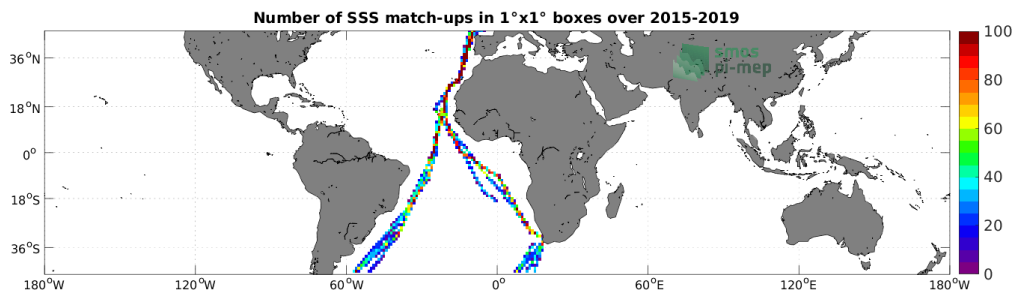 Number of SSS match-ups in 1°x1° boxes over 2015-2019
36°N
18°N
0°
18°S
36°S
180°W 120°W 60°W 0° 60°E 120°E 180°W
100
80
60
40
20
0
smos
pi-mep